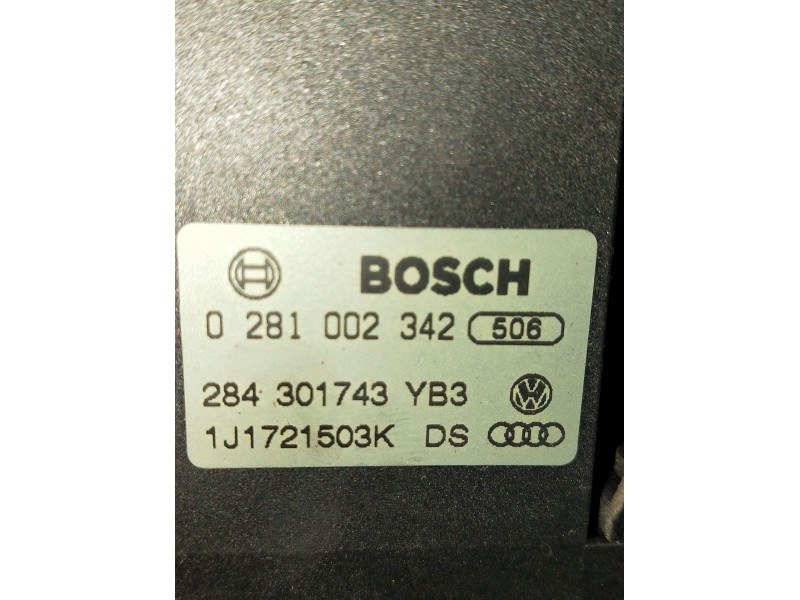 BOSCH
0 281 002 342 506
284 301743 YB3
1J1721503K DS